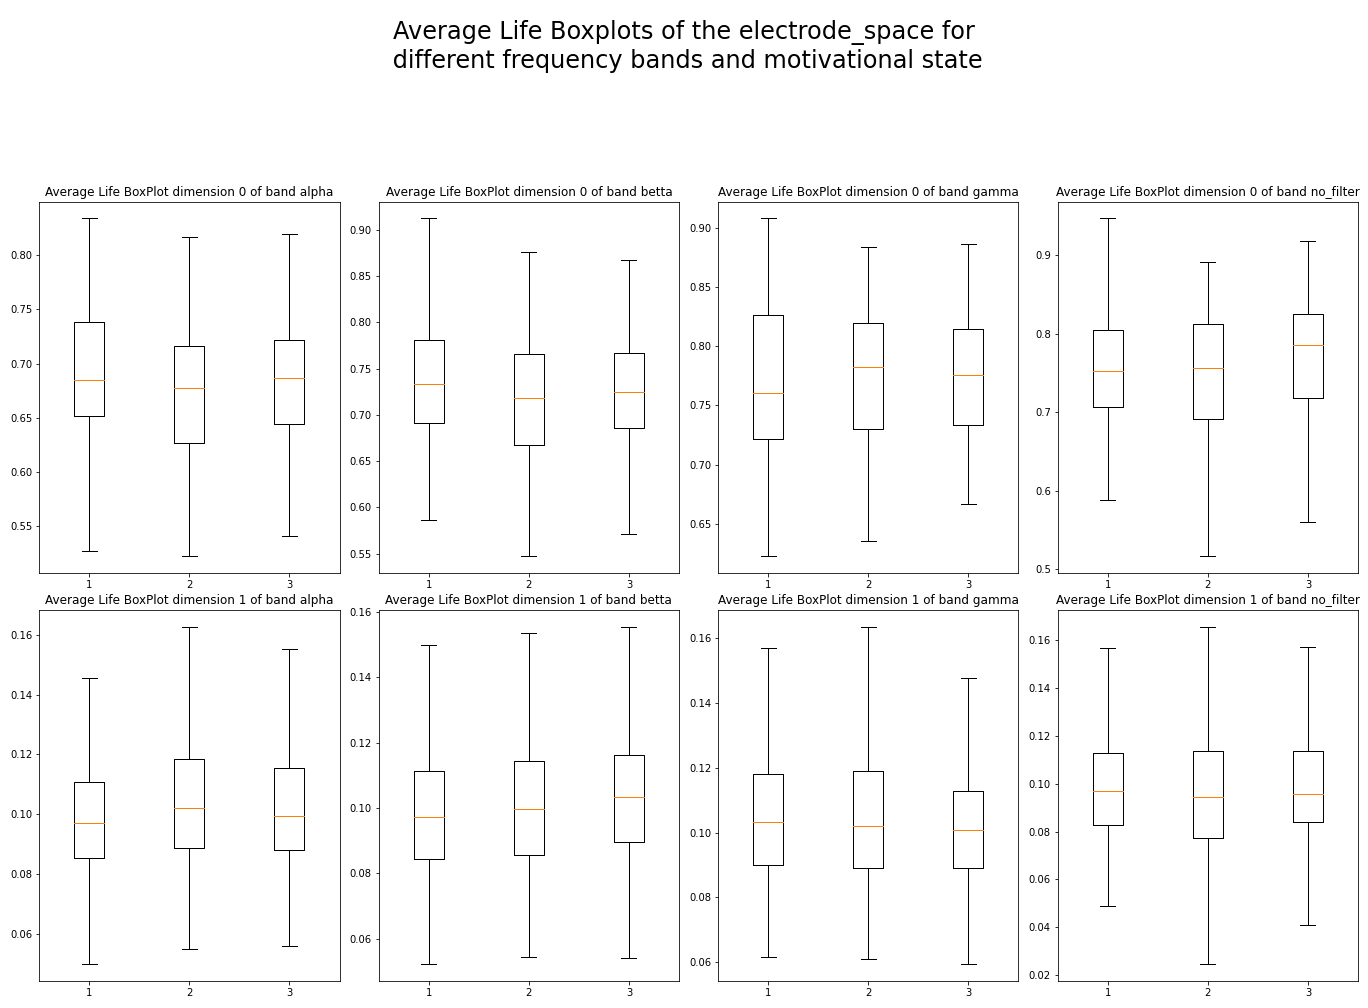 Average Life Boxplots of the electrode_space for
different frequency bands and motivational state
Average Life BoxPlot dimension 0 of band alpha
0.80
0.75
0.70
0.65
0.60
0.55
1 2 3
Average Life BoxPlot dimension 0 of band betta
0.90
0.85
0.80
0.75
0.70
0.65
0.60
0.55
1 2 3
Average Life BoxPlot dimension 0 of band gamma
0.90
0.85
0.80
0.75
0.70
0.65
1 2 3
Average Life BoxPlot dimension 0 of band no_filter
0.9
0.8
0.7
0.6
0.5
1 2 3
Average Life BoxPlot dimension 1 of band alpha
0.16
0.14
0.12
0.10
0.08
0.06
1 2 3
Average Life BoxPlot dimension 1 of band betta
0.16
0.14
0.12
0.10
0.08
0.06
1 2 3
Average Life BoxPlot dimension 1 of band gamma
0.16
0.14
0.12
0.10
0.08
0.06
1 2 3
Average Life BoxPlot dimension 1 of band no_filter
0.16
0.14
0.12
0.10
0.08
0.06
0.04
0.02
1 2 3